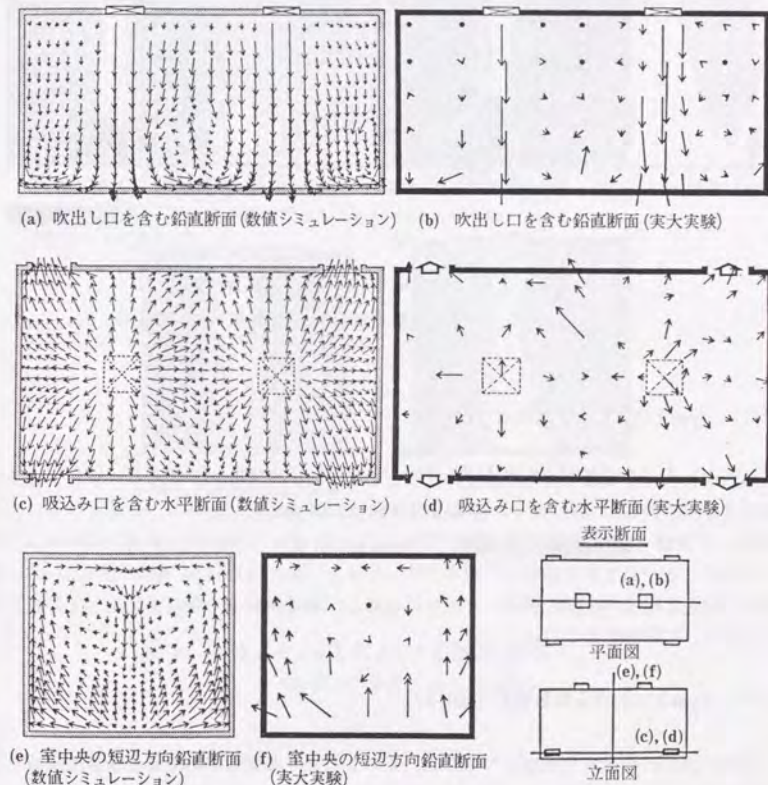 (a) 吹出し口を含む鉛直断面(数値シミュレーション)
(b) 吹出し口を含む鉛直断面(実大実験)
(c) 吸込み口を含む水平断面(数値シミュレーション)
(d) 吸込み口を含む水平断面(実大実験)
(e) 室中央の短辺方向鉛直断面
(数値シミュレーション)
(f) 室中央の短辺方向鉛直断面
(実大実験)
表示断面
(a), (b)
平面図
(e), (f)
(c), (d)
立面図